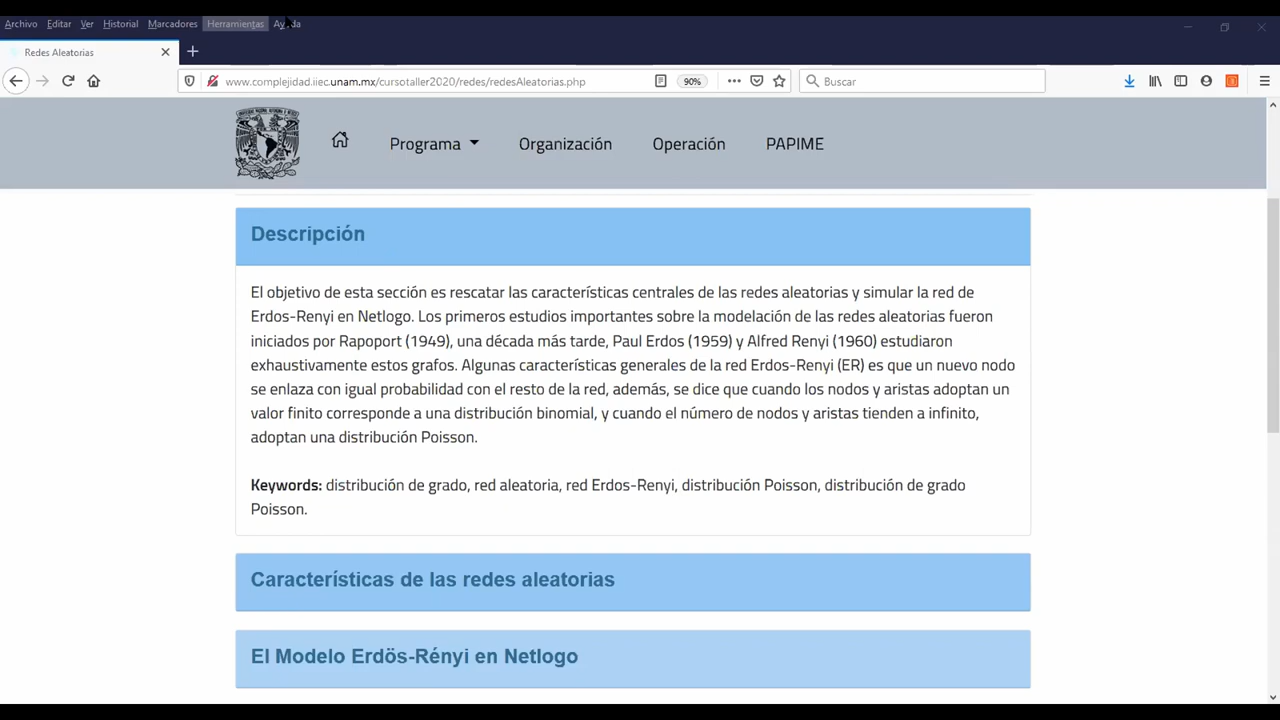 Archivo Editar Ver Historial Marcadores Herramientas Ayuda
Redes Aleatorias
www.complejidad.iiec.unam.mx/cursotaller2020/redes/redesAleatorias.php 90% Buscar
Programa Organización Operación PAPIME
Descripción
El objetivo de esta sección es rescatar las características centrales de las redes aleatorias y simular la red de
Erdos-Renyi en Netlogo. Los primeros estudios importantes sobre la modelación de las redes aleatorias fueron
iniciados por Rapoport (1949), una década más tarde, Paul Erdos (1959) y Alfred Renyi (1960) estudiaron
exhaustivamente estos grafos. Algunas características generales de la red Erdos-Renyi (ER) es que un nuevo nodo
se enlaza con igual probabilidad con el resto de la red, además, se dice que cuando los nodos y aristas adoptan un
valor finito corresponde a una distribución binomial, y cuando el número de nodos y aristas tienden a infinito,
adoptan una distribución Poisson.
Keywords: distribución de grado, red aleatoria, red Erdos-Renyi, distribución Poisson, distribución de grado
Poisson.
Características de las redes aleatorias
El Modelo Erdös-Rényi en Netlogo